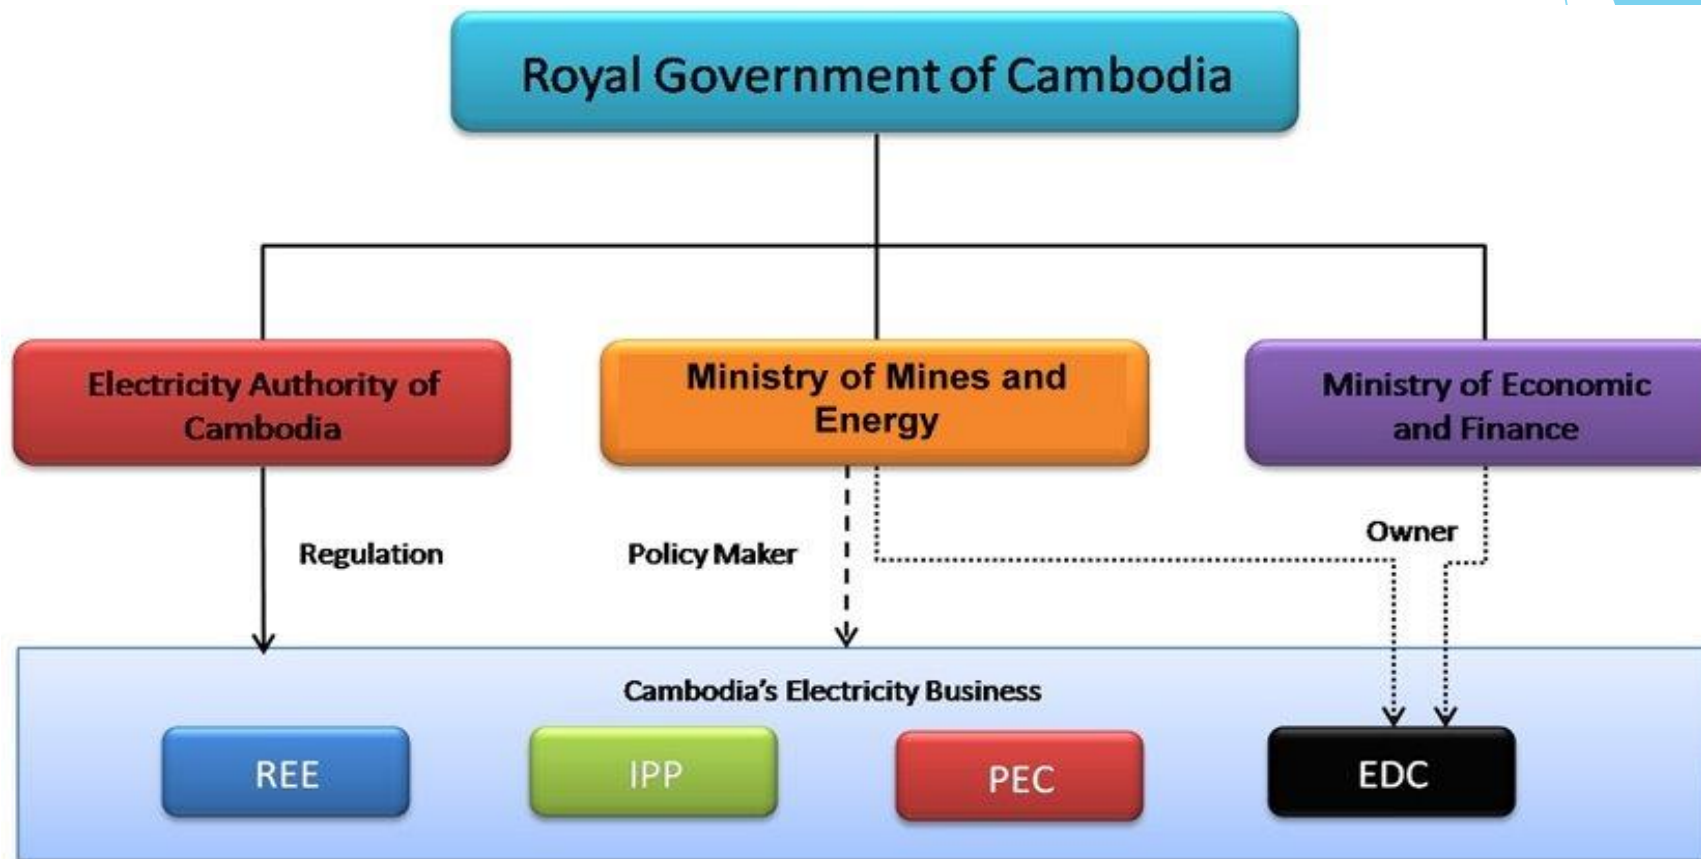 Royal Government of Cambodia
Electricity Authority of
Cambodia
Ministry of Mines and
Energy
Ministry of Economic
and Finance
Regulation
Policy Maker
Owner
Cambodia's Electricity Business
REE
IPP
PEC
EDC